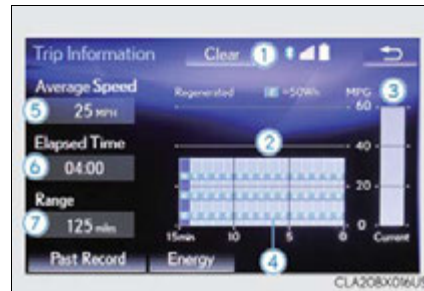 Trip Information Clear 1
Average Speed Regenerated =50Wh MPG 3
5 25 MPH 60
2
Elapsed Time 40
6 04:00
Range 20
7 125 miles 0
15min 10 5 0 Current
Past Record Energy 4
CLA20BX016US